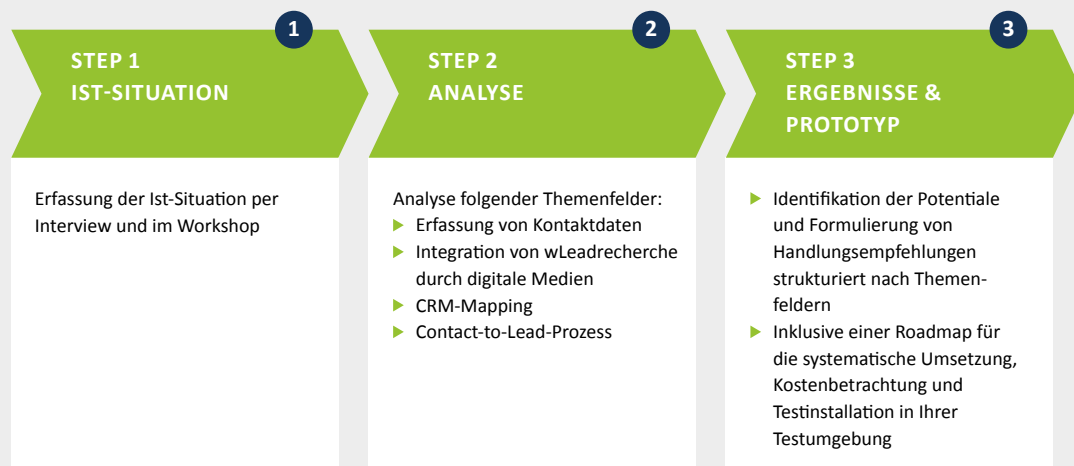 1
STEP 1
IST-SITUATION
Erfassung der Ist-Situation per
Interview und im Workshop
2
STEP 2
ANALYSE
Analyse folgender Themenfelder:
Erfassung von Kontaktdaten
Integration von wLeadrecherche
durch digitale Medien
CRM-Mapping
Contact-to-Lead-Prozess
3
STEP 3
ERGEBNISSE &
PROTOTYP
Identifikation der Potentiale
und Formulierung von
Handlungsempfehlungen
strukturiert nach Themen-
feldern
Inklusive einer Roadmap für
die systematische Umsetzung,
Kostenbetrachtung und
Testinstallation in Ihrer
Testumgebung